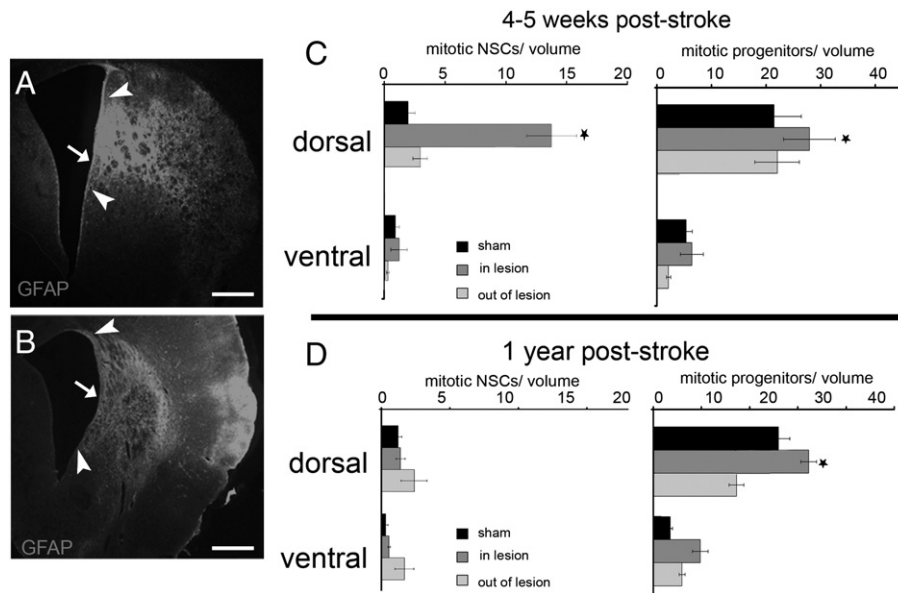 A
GFAP
B
GFAP
4-5 weeks post-stroke
C
mitotic NSCs/ volume
0 5 10 15 20
mitotic progenitors/ volume
0 10 20 30 40
dorsal
ventral
sham
in lesion
out of lesion
D
1 year post-stroke
mitotic NSCs/ volume
0 5 10 15 20
mitotic progenitors/ volume
0 10 20 30 40
dorsal
ventral
sham
in lesion
out of lesion